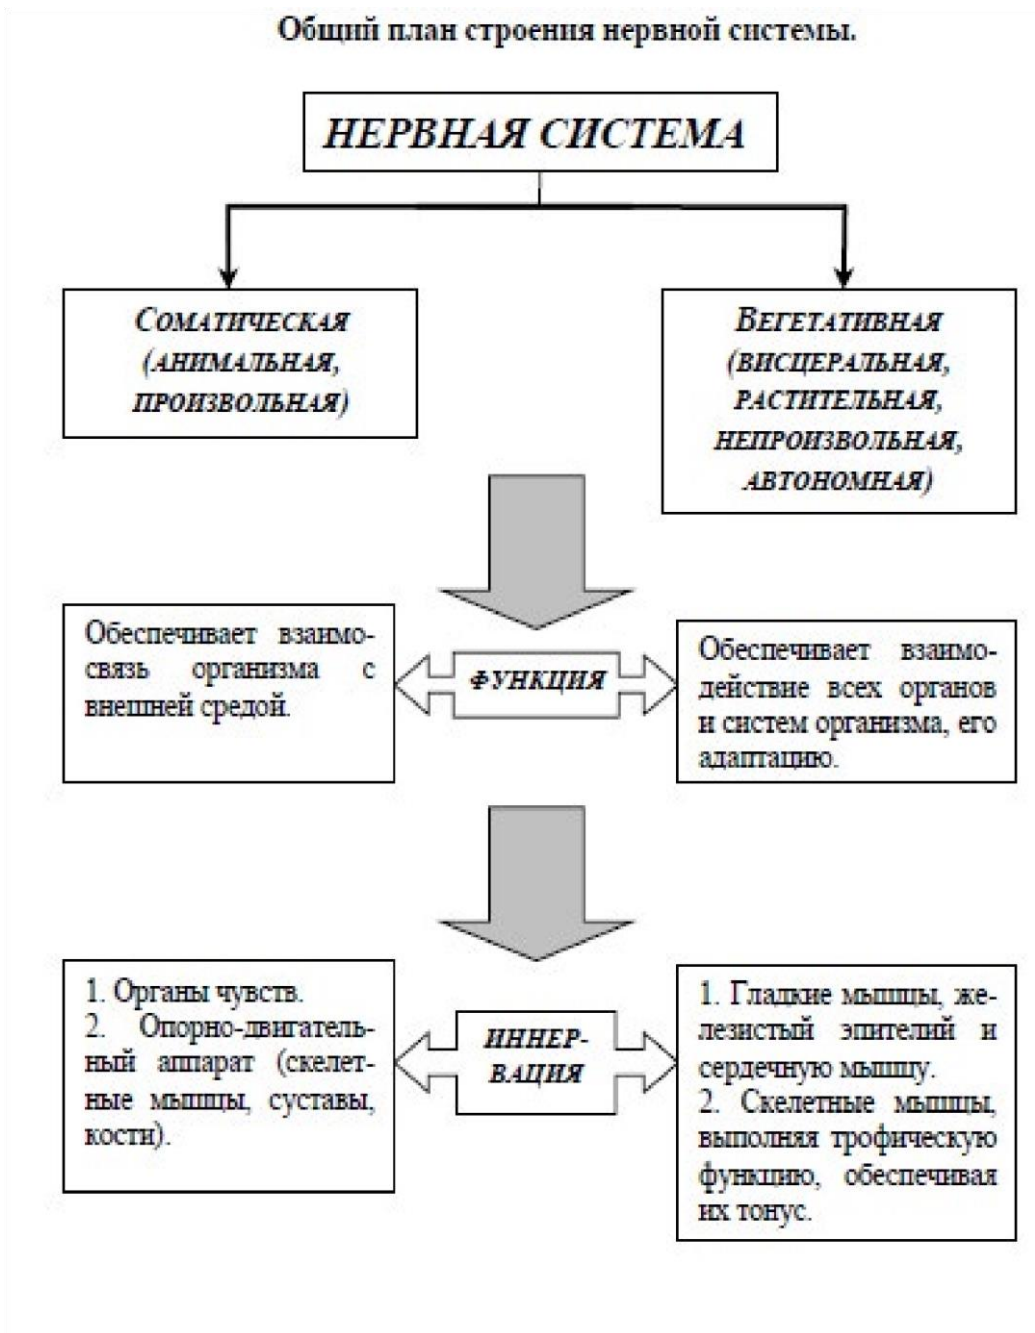 Общий план строения нервной системы.
НЕРВНАЯ СИСТЕМА
СОМАТИЧЕСКАЯ
(АНИМАЛЬНАЯ,
ПРОИЗВОЛЬНАЯ)
ВЕГЕТАТИВНАЯ
(ВИСЦЕРАЛЬНАЯ,
РАСТИТЕЛЬНАЯ,
НЕПРОИЗВОЛЬНАЯ,
АВТОНОМНАЯ)
Обеспечивает взаимо-
связь организма с
внешней средой.
ФУНКЦИЯ
Обеспечивает взаимо-
действие всех органов
и систем организма, его
адаптацию.
1. Органы чувств.
2. Опорно-двигатель-
ный аппарат (скелет-
ные мышцы, суставы,
кости).
ИННЕР-
ВАЦИЯ
1. Гладкие мышцы, же-
лезистый эпителий и
сердечную мышцу.
2. Скелетные мышцы,
выполняя трофическую
функцию, обеспечивая
их тонус.